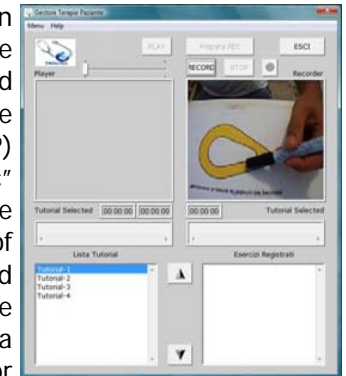 n
e
d
e
P)
"
e
of
d
e
a
or
Gestore Terapie Paziente
Menu Help
PLAY
Prepara REC
ESCI
RECORD
STOP
Player
Recorder
Tutorial Selected
00:00:00
00:00:00
00:00:00
Tutorial Selected
Lista Tutorial
Esercizi Registrati
Tutorial-1
Tutorial-2
Tutorial-3
Tutorial-4